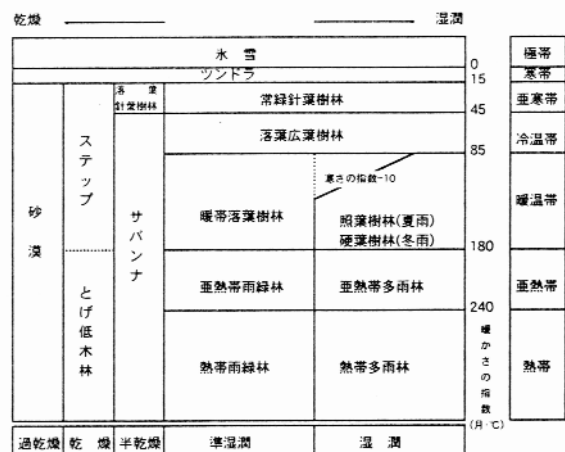 乾燥 湿潤
氷雪 0 極帯
ツンドラ 15 寒帯
落葉針葉樹林 常緑針葉樹林 45 亜寒帯
落葉広葉樹林 85 冷温帯
寒さの指数-10
砂漠 ステップ サバンナ 暖帯落葉樹林 照葉樹林(夏雨) 暖温帯
硬葉樹林(冬雨) 180
とげ低木林 亜熱帯雨緑林 亜熱帯多雨林 亜熱帯
240
熱帯雨緑林 熱帯多雨林 暖かさの指数 熱帯
(月·℃)
過乾燥 乾燥 半乾燥 準湿潤 湿潤